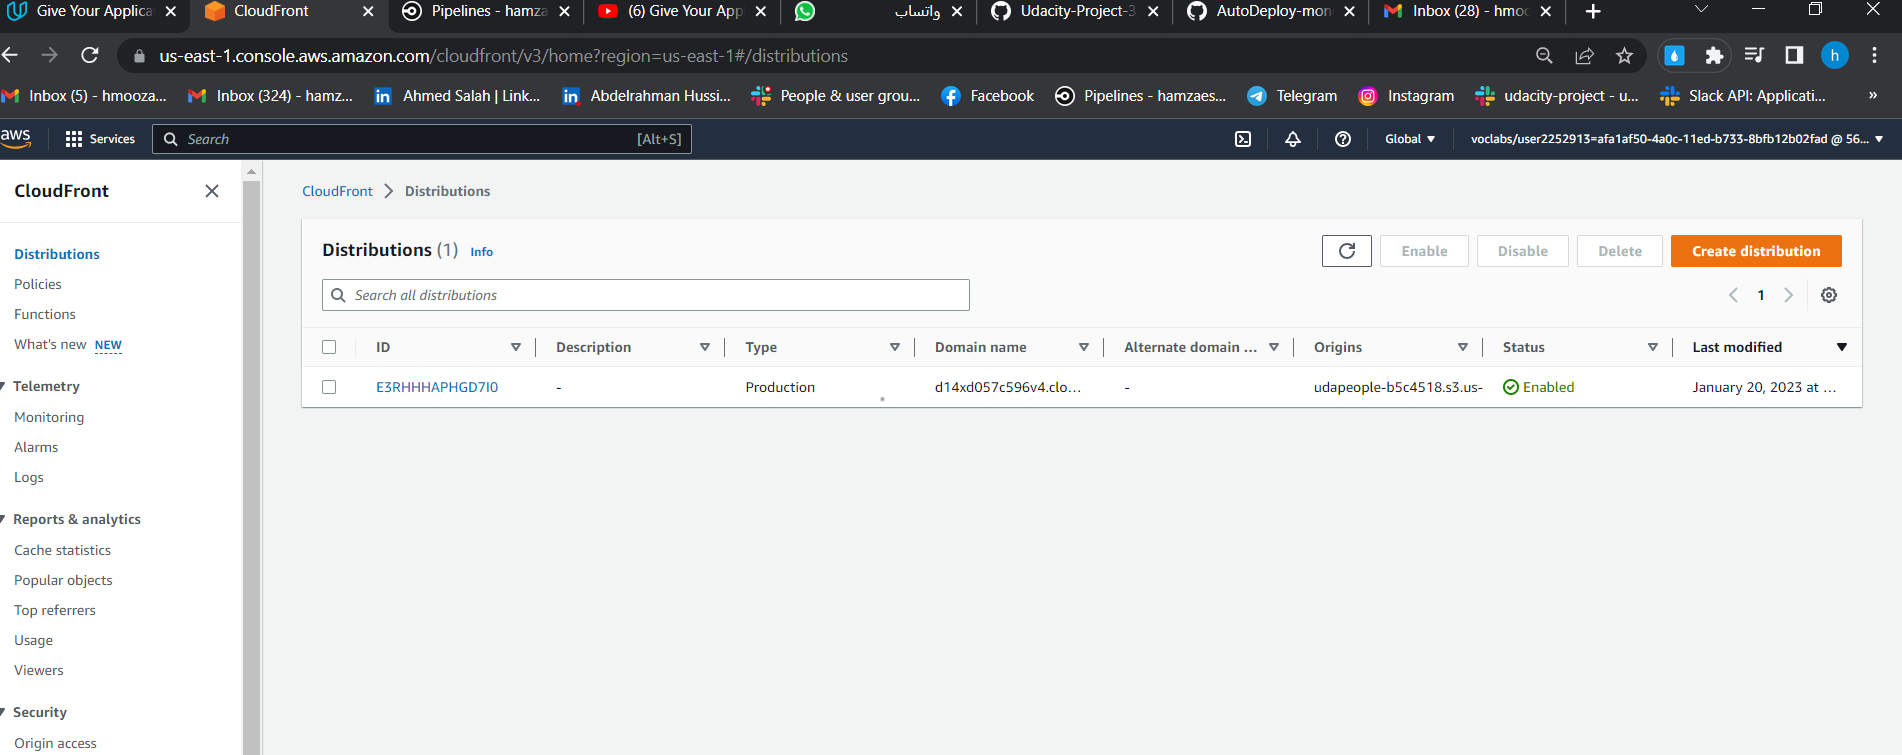 Give Your Applica
CloudFront
Pipelines - hamza
(6) Give Your App
واتساب
Udacity-Project-3
AutoDeploy-mon
Inbox (28) - hmoo
us-east-1.console.aws.amazon.com/cloudfront/v3/home?region=us-east-1#/distributions
h
Inbox (5) - hmooza...
Inbox (324) - hamz...
Ahmed Salah | Link...
Abdelrahman Hussi...
People & user grou...
Facebook
Pipelines - hamzaes...
Telegram
Instagram
udacity-project - u...
Slack API: Applicati...
»
aws
Services
Search
[Alt+S]
Global
voclabs/user2252913=afa1af50-4a0c-11ed-b733-8bfb12b02fad @ 56...
CloudFront
Distributions
Policies
Functions
What's new NEW
Telemetry
Monitoring
Alarms
Logs
Reports & analytics
Cache statistics
Popular objects
Top referrers
Usage
Viewers
Security
Origin access
CloudFront > Distributions
Distributions (1) Info
Enable
Disable
Delete
Create distribution
Search all distributions
1
ID Description Type Domain name Alternate domain ... Origins Status Last modified
E3RHHHAPHGD7I0 - Production d14xd057c596v4.clo... - udapeople-b5c4518.s3.us- Enabled January 20, 2023 at ...